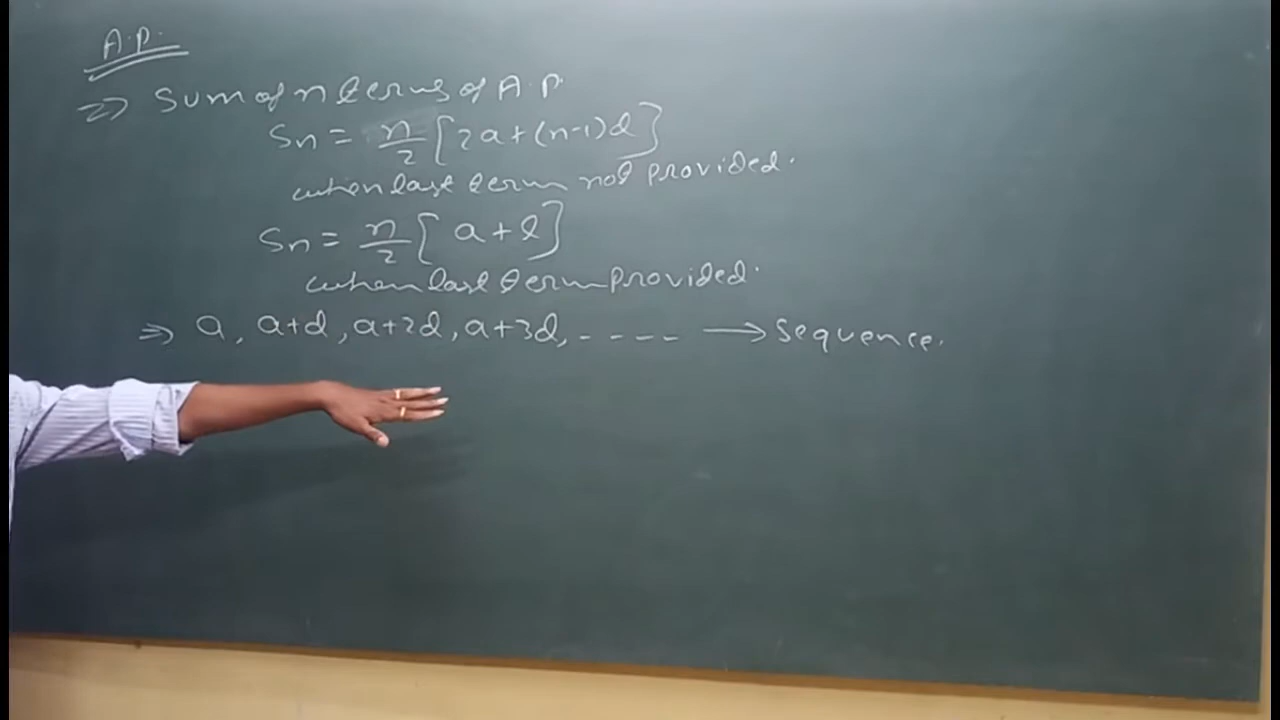 A.P.
2) Sum of n terms of A.P.
Sn = n/2 [2a+(n-1)d]
when last term not provided.
Sn = n/2 [a+l]
when last term provided.
⇒ a, a+d, a+2d, a+3d, - - - - → Sequence.